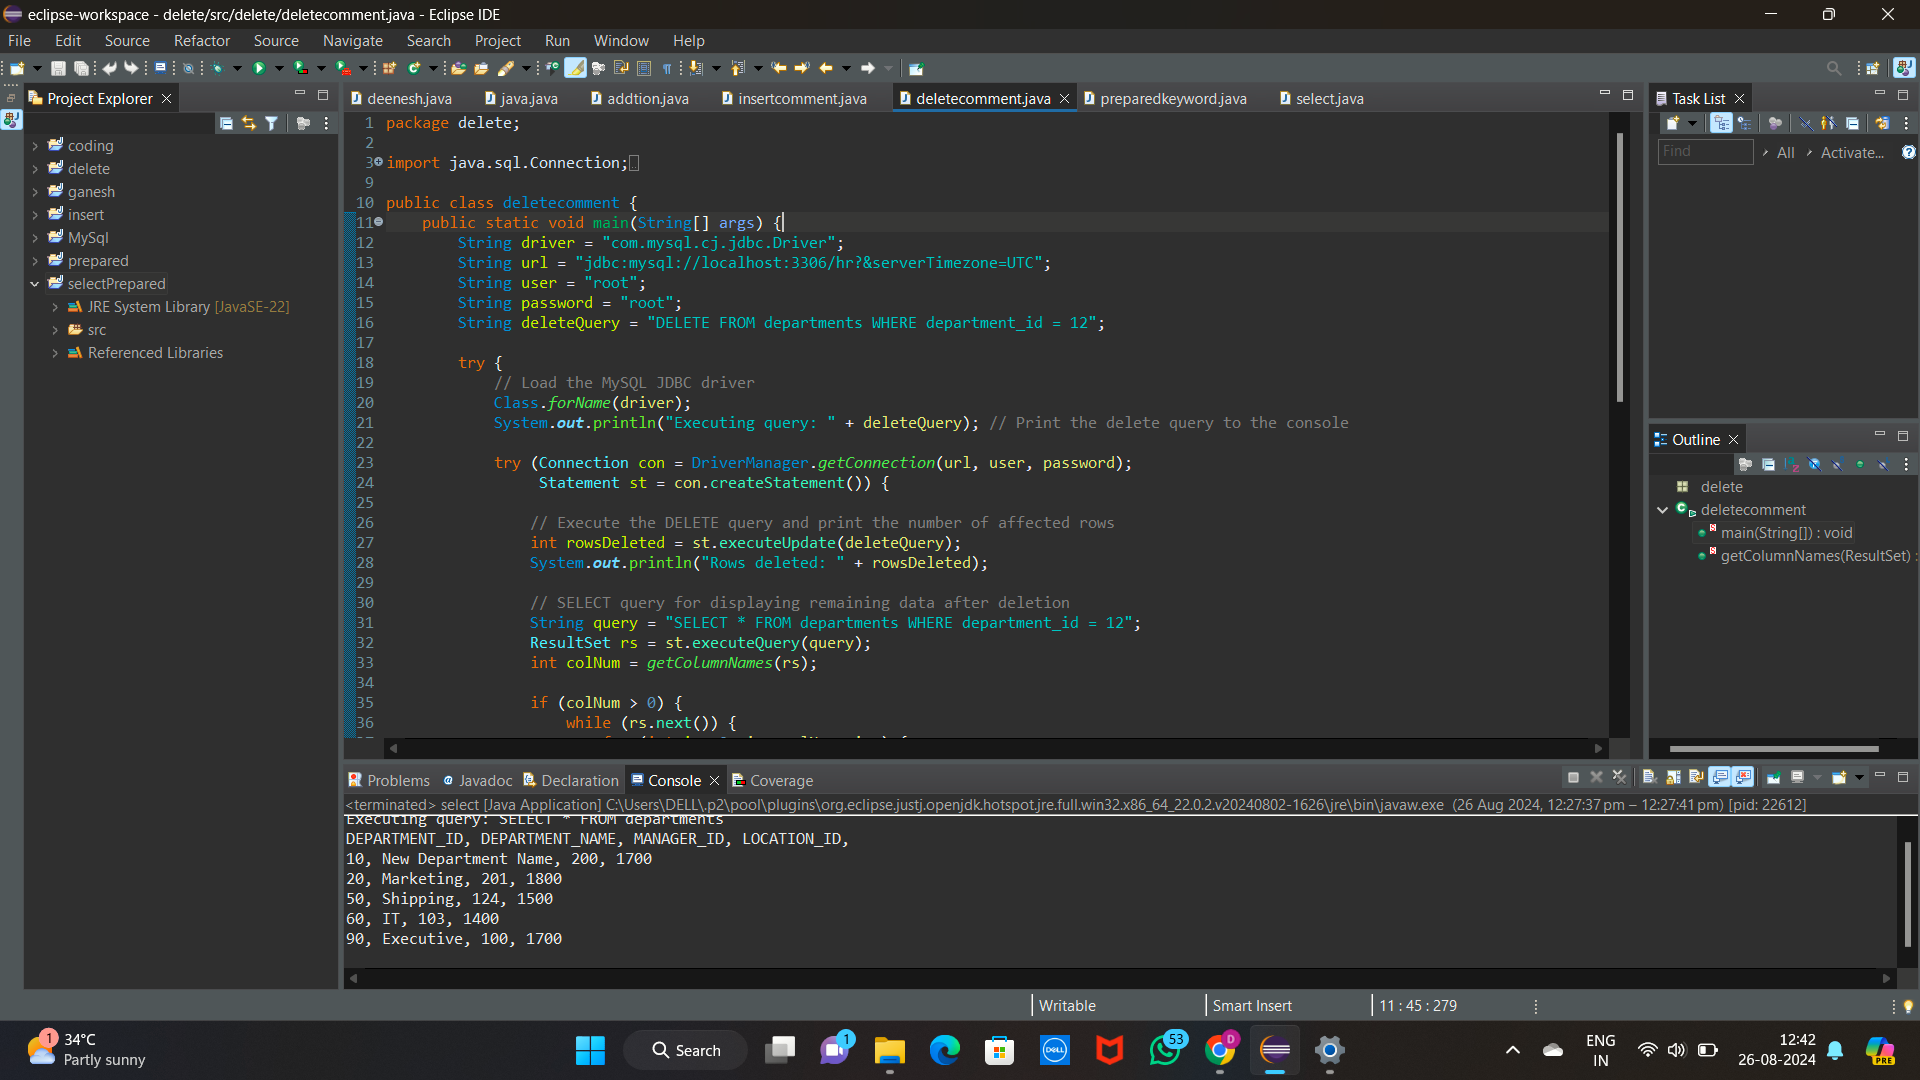 eclipse-workspace - delete/src/delete/deletecomment.java - Eclipse IDE
File Edit Source Refactor Source Navigate Search Project Run Window Help
Project Explorer
coding
delete
ganesh
insert
MySql
prepared
selectPrepared
JRE System Library [JavaSE-22]
src
Referenced Libraries
deenesh.java java.java addtion.java insertcomment.java deletecomment.java preparedkeyword.java select.java
1 package delete;
2
3 import java.sql.Connection;
9
10 public class deletecomment {
11 public static void main(String[] args) {
12 String driver = "com.mysql.cj.jdbc.Driver";
13 String url = "jdbc:mysql://localhost:3306/hr?&serverTimezone=UTC";
14 String user = "root";
15 String password = "root";
16 String deleteQuery = "DELETE FROM departments WHERE department_id = 12";
17
18 try {
19 // Load the MySQL JDBC driver
20 Class.forName(driver);
21 System.out.println("Executing query: " + deleteQuery); // Print the delete query to the console
22
23 try (Connection con = DriverManager.getConnection(url, user, password);
24 Statement st = con.createStatement()) {
25
26 // Execute the DELETE query and print the number of affected rows
27 int rowsDeleted = st.executeUpdate(deleteQuery);
28 System.out.println("Rows deleted: " + rowsDeleted);
29
30 // SELECT query for displaying remaining data after deletion
31 String query = "SELECT * FROM departments WHERE department_id = 12";
32 ResultSet rs = st.executeQuery(query);
33 int colNum = getColumnNames(rs);
34
35 if (colNum > 0) {
36 while (rs.next()) {
Task List
Find All Activate...
Outline
delete
deletecomment
main(String[]) : void
getColumnNames(ResultSet) :
Problems Javadoc Declaration Console Coverage
<terminated> select [Java Application] C:\Users\DELL\.p2\pool\plugins\org.eclipse.justj.openjdk.hotspot.jre.full.win32.x86_64_22.0.2.v20240802-1626\jre\bin\javaw.exe (26 Aug 2024, 12:27:37 pm – 12:27:41 pm) [pid: 22612]
Executing query: SELECT * FROM departments
DEPARTMENT_ID, DEPARTMENT_NAME, MANAGER_ID, LOCATION_ID,
10, New Department Name, 200, 1700
20, Marketing, 201, 1800
50, Shipping, 124, 1500
60, IT, 103, 1400
90, Executive, 100, 1700
Writable Smart Insert 11 : 45 : 279
1
34°C
Partly sunny
Search
1
DELL
53
D
ENG
IN
12:42
26-08-2024
PRE